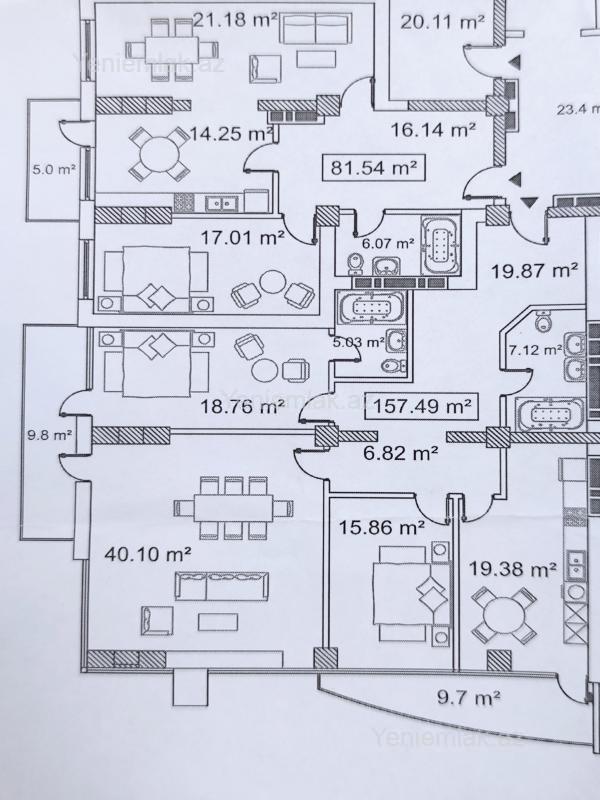 21.18 m²
20.11 m²
Yeniemlak.az
23.4 m
14.25 m²
16.14 m²
5.0 m²
81.54 m²
17.01 m²
6.07 m²
19.87 m²
5.03 m²
7.12 m²
18.76 m²
Yeniemlak.az
157.49 m²
9.8 m²
6.82 m²
15.86 m²
40.10 m²
19.38 m²
9.7 m²
Yeniemlak.az